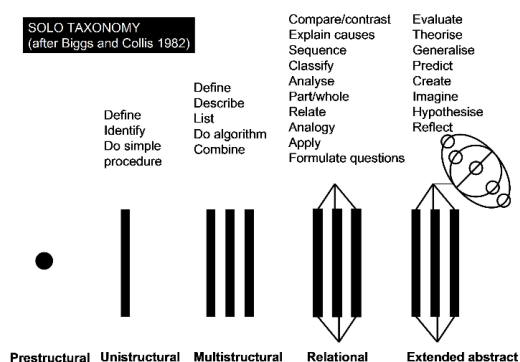 SOLO TAXONOMY
(after Biggs and Collis 1982)
Define
Identify
Do simple
procedure
Define
Describe
List
Do algorithm
Combine
Compare/contrast
Explain causes
Sequence
Classify
Analyse
Part/whole
Relate
Analogy
Apply
Formulate questions
Evaluate
Theorise
Generalise
Predict
Create
Imagine
Hypothesise
Reflect
Prestructural
Unistructural
Multistructural
Relational
Extended abstract